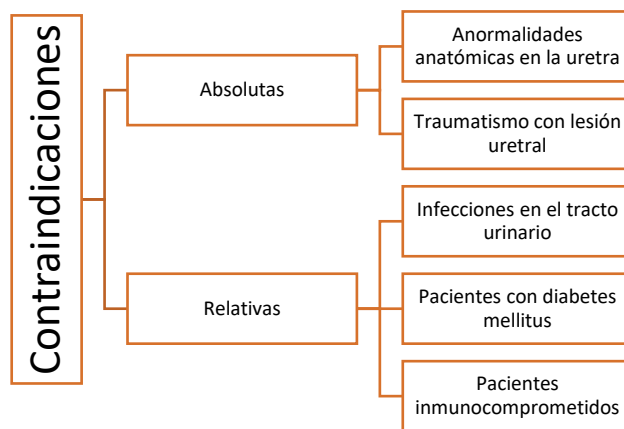 Contraindicaciones
Absolutas
Anormalidades
anatómicas en la uretra
Traumatismo con lesión
uretral
Relativas
Infecciones en el tracto
urinario
Pacientes con diabetes
mellitus
Pacientes
inmunocomprometidos